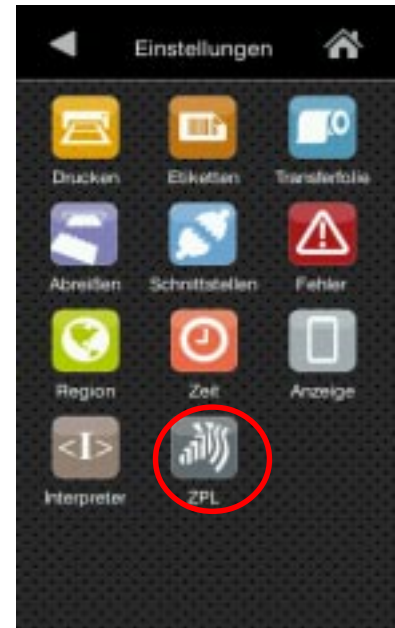 Einstellungen
Drucken Etiketten Transferfolie
Abreißen Schnittstellen Fehler
Region Zeit Anzeige
<I>
Interpreter ZPL